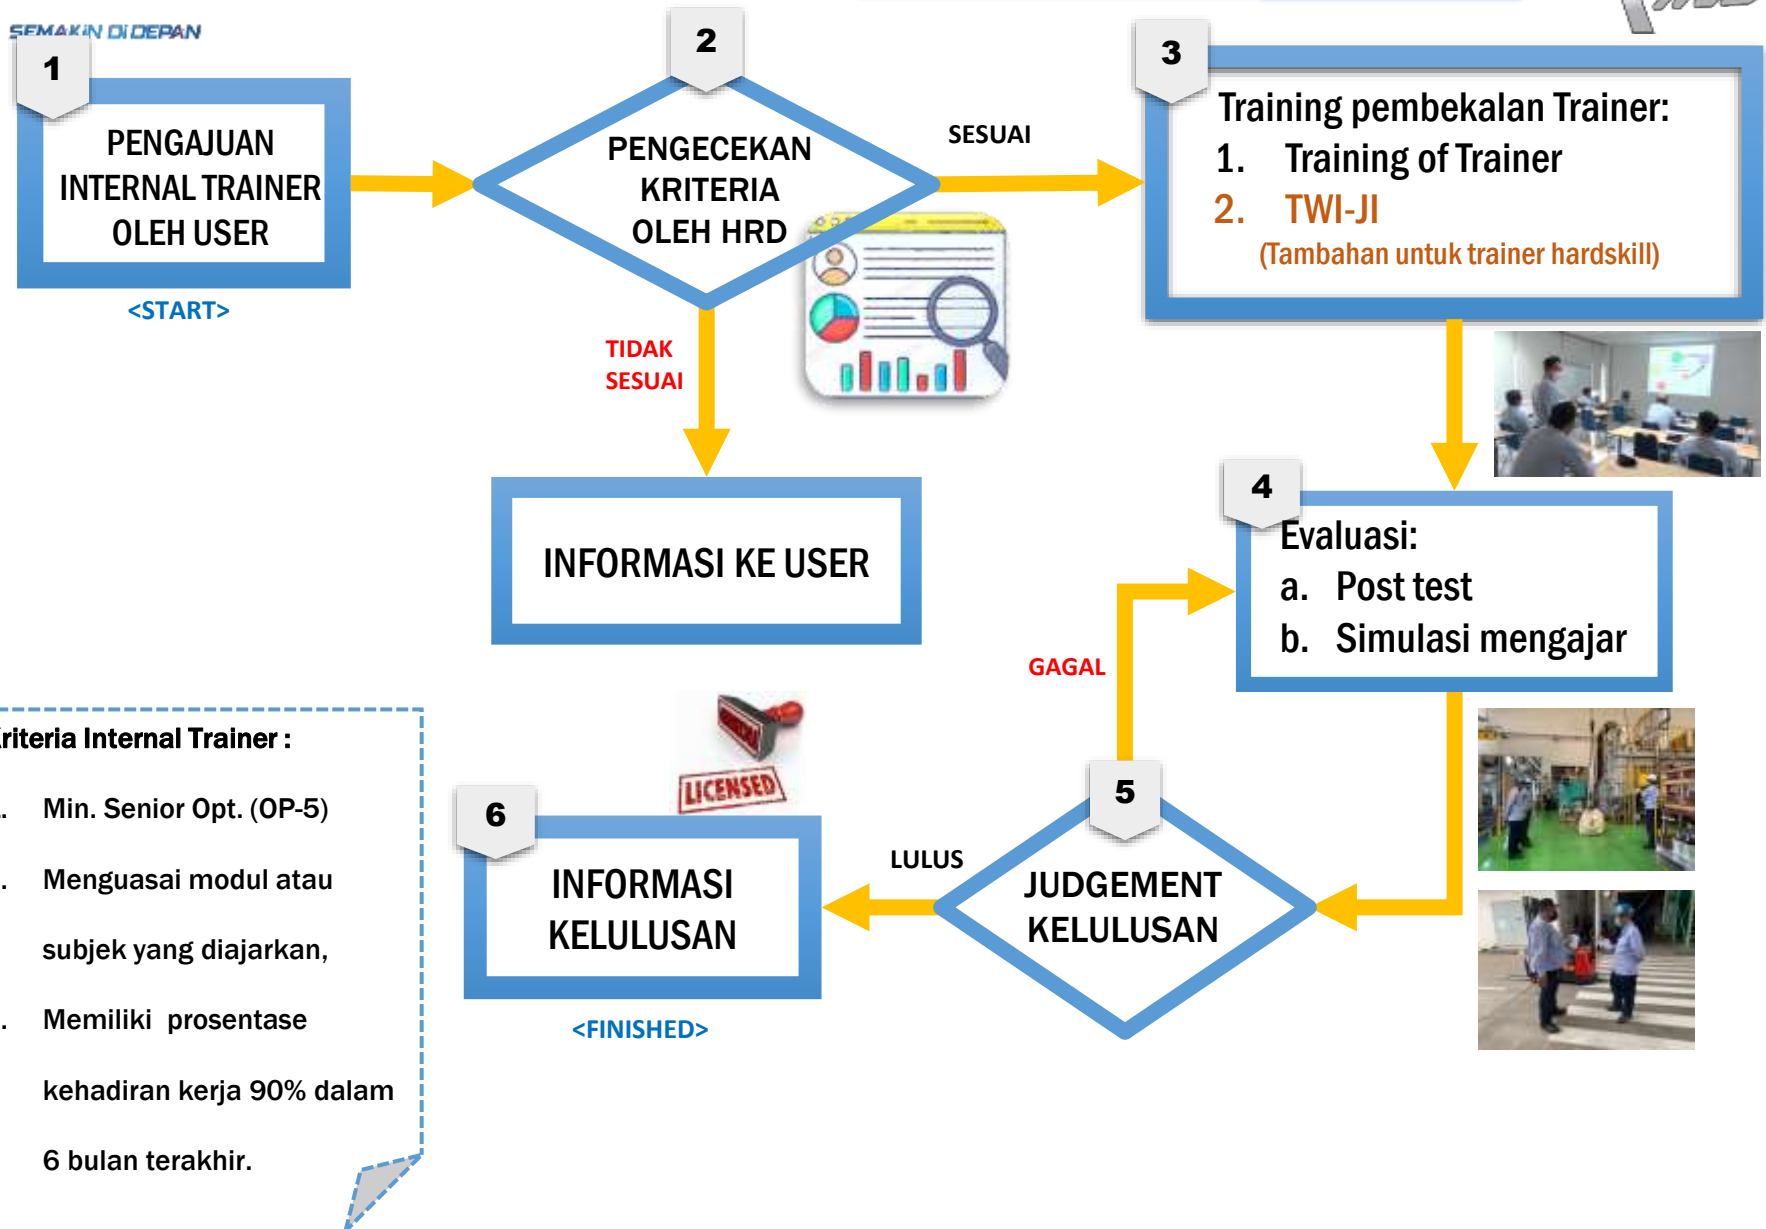 SEMAKIN DI DEPAN
1
PENGAJUAN
INTERNAL TRAINER
OLEH USER
<START>
2
PENGECEKAN
KRITERIA
OLEH HRD
SESUAI
TIDAK
SESUAI
INFORMASI KE USER
3
Training pembekalan Trainer:
1. Training of Trainer
2. TWI-JI
(Tambahan untuk trainer hardskill)
4
Evaluasi:
a. Post test
b. Simulasi mengajar
GAGAL
5
JUDGEMENT
KELULUSAN
LULUS
LICENSED
6
INFORMASI
KELULUSAN
<FINISHED>
riteria Internal Trainer :
. Min. Senior Opt. (OP-5)
. Menguasai modul atau
subjek yang diajarkan,
. Memiliki prosentase
kehadiran kerja 90% dalam
6 bulan terakhir.